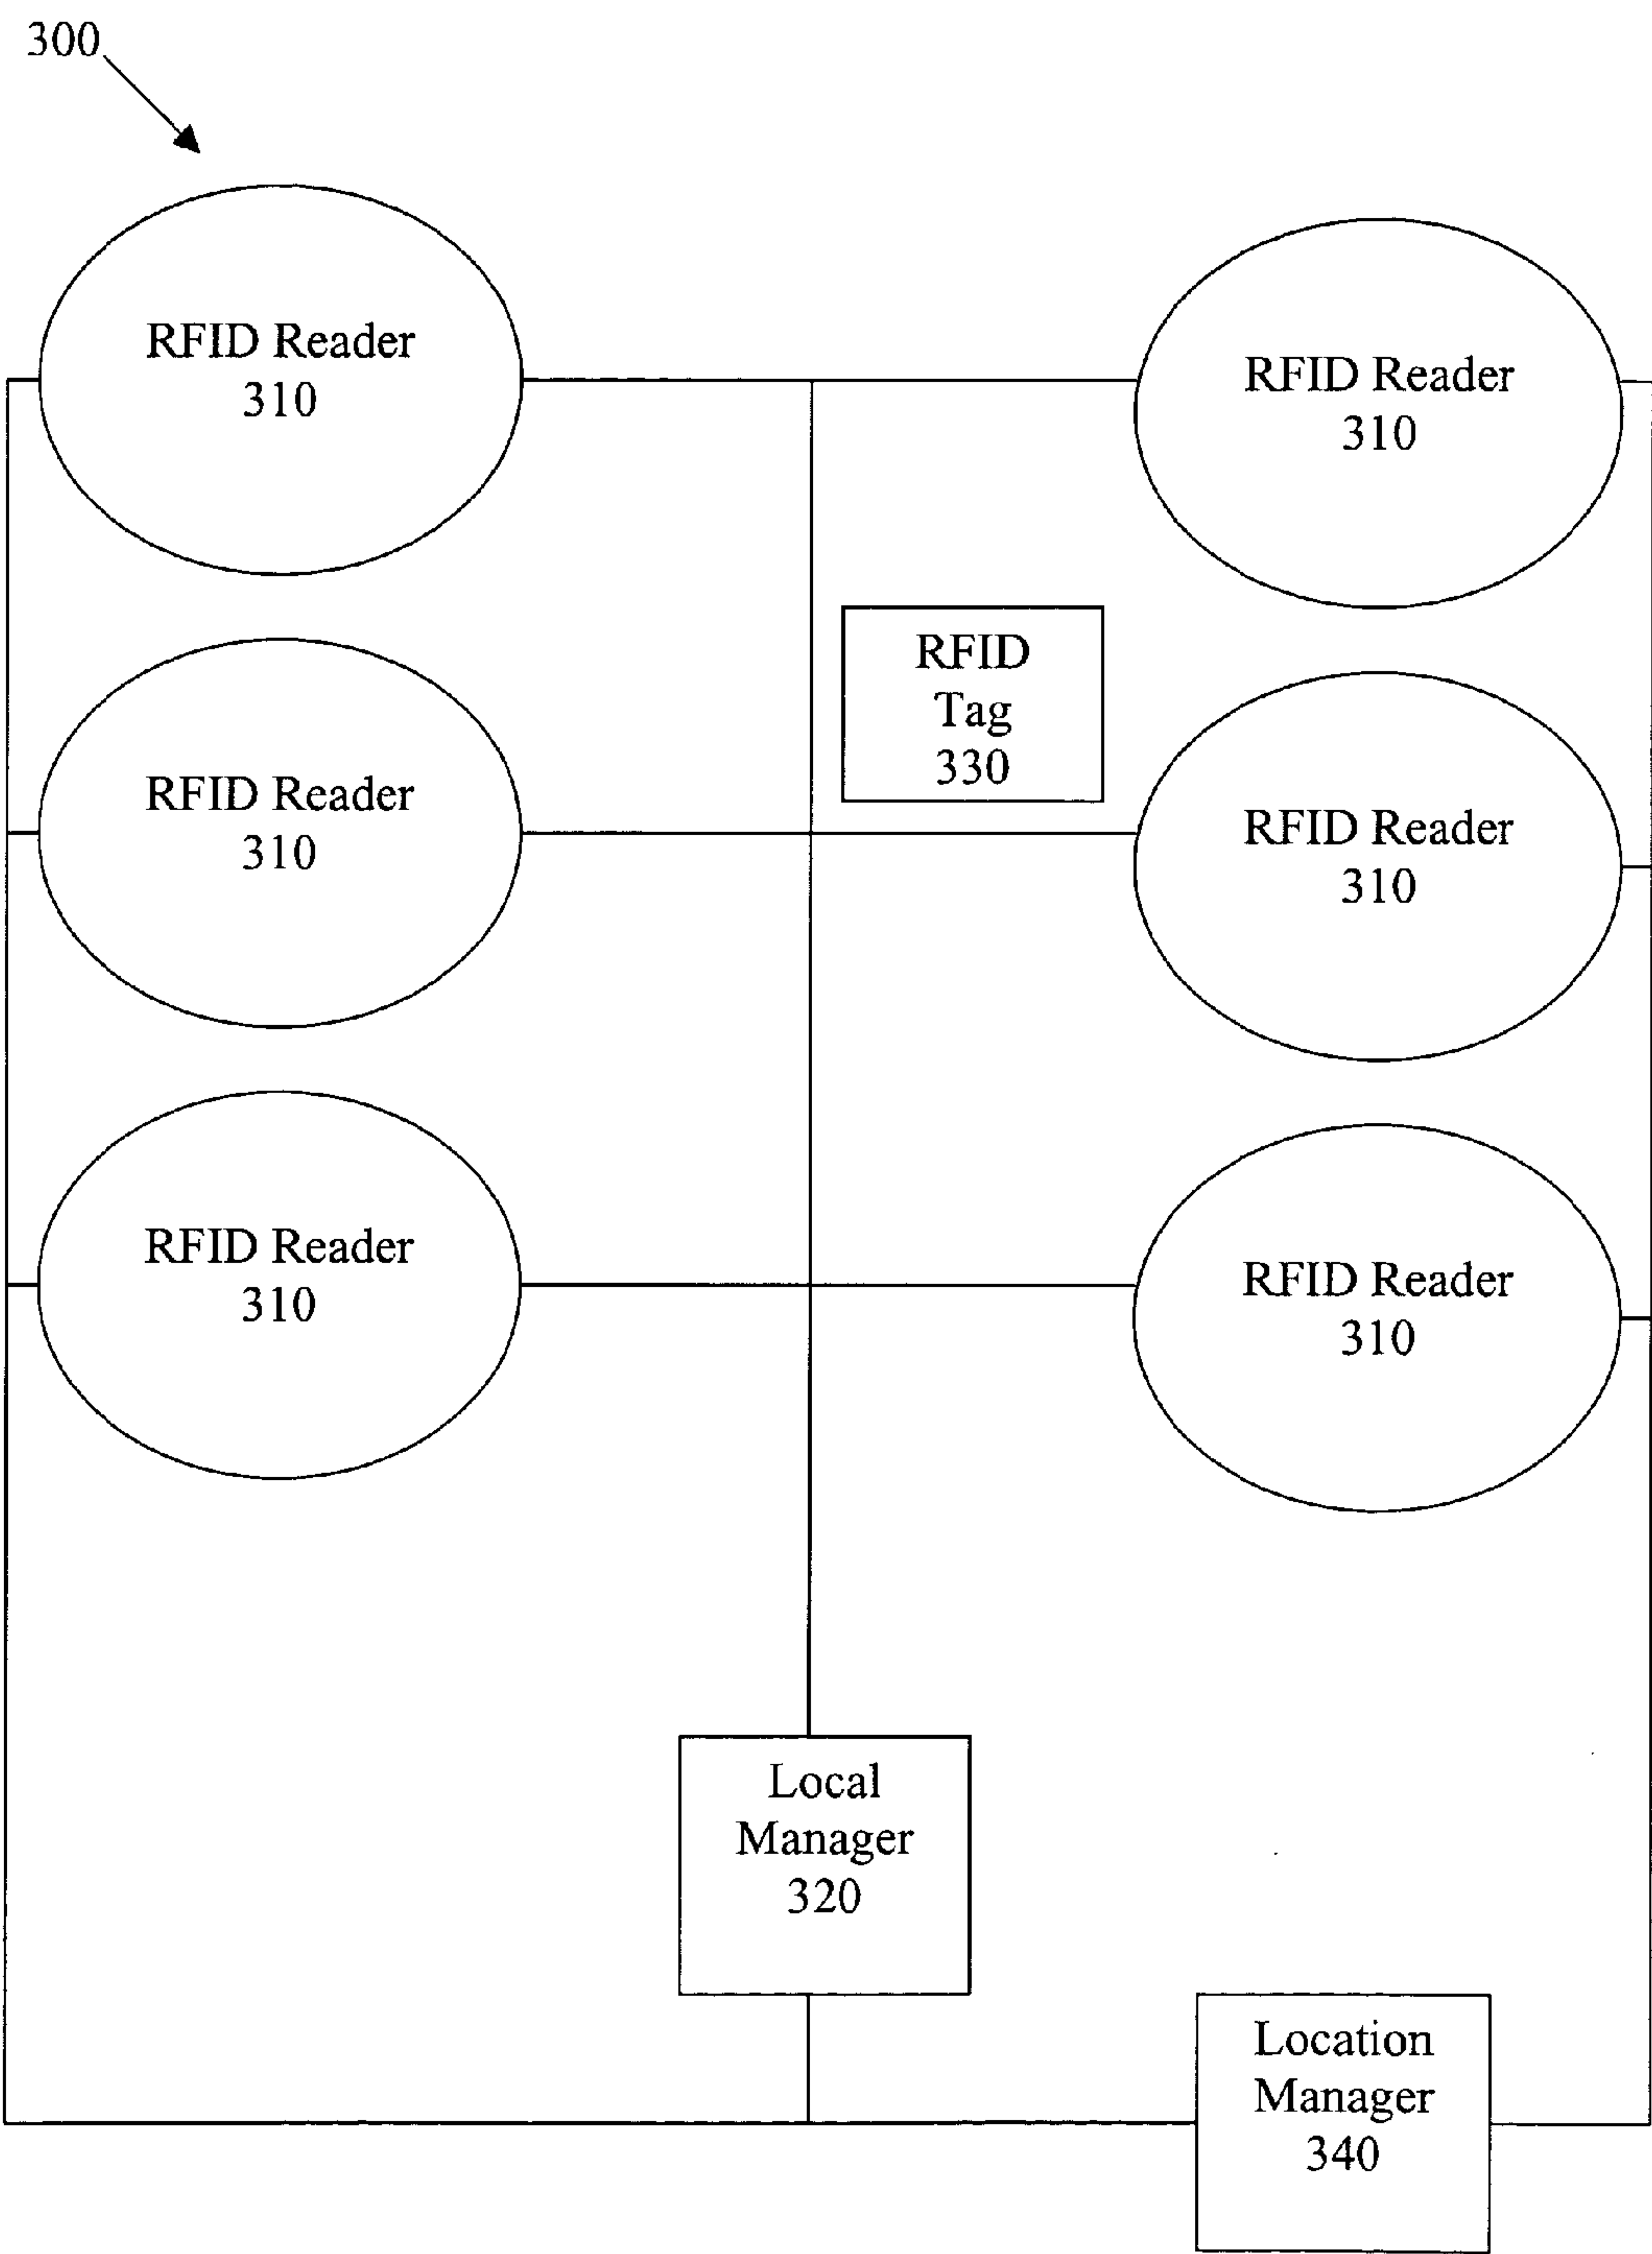 300
RFID Reader
310
RFID Reader
310
RFID
Tag
330
RFID Reader
310
RFID Reader
310
RFID Reader
310
RFID Reader
310
Local
Manager
320
Location
Manager
340